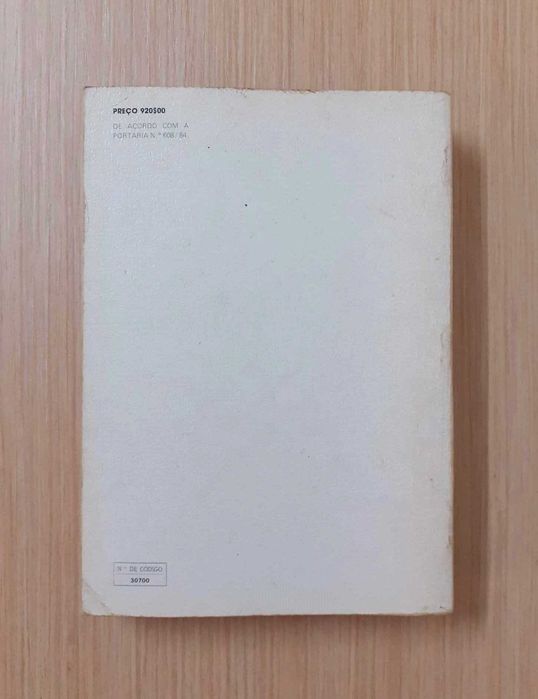 PREÇO 920$00
DE ACORDO COM A
PORTARIA N.º 608/84
N.º DE CÓDIGO
30700